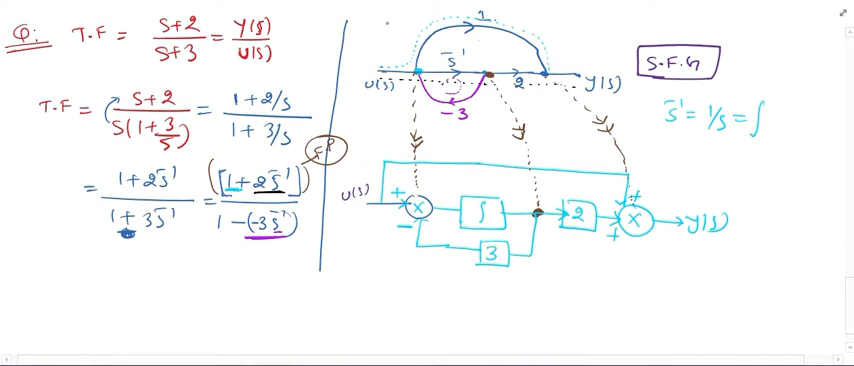 Q: T.F = S+2 / S+3 = Y(s) / U(s)
T.F = S+2 / S(1+3/s) = 1+2/s / 1+3/s
= 1+2s⁻¹ / 1+3s⁻¹ = ([1+2s⁻¹]) / 1-(-3s⁻¹)
F.P
1
s⁻¹
U(s) 2 Y(s)
-3
S.F.G
s⁻¹ = 1/s = ∫
U(s) + X ∫ 2 + + X Y(s)
- 3